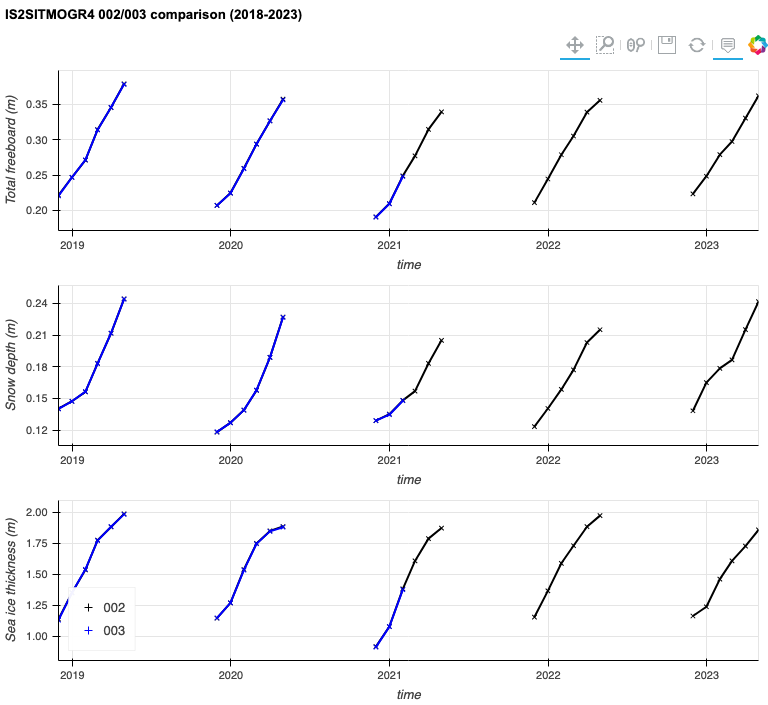 IS2SITMOGR4 002/003 comparison (2018-2023)
Total freeboard (m)
0.35
0.30
0.25
0.20
2019 2020 2021 2022 2023
time
Snow depth (m)
0.24
0.21
0.18
0.15
0.12
2019 2020 2021 2022 2023
time
Sea ice thickness (m)
2.00
1.75
1.50
1.25
1.00
002
003
2019 2020 2021 2022 2023
time